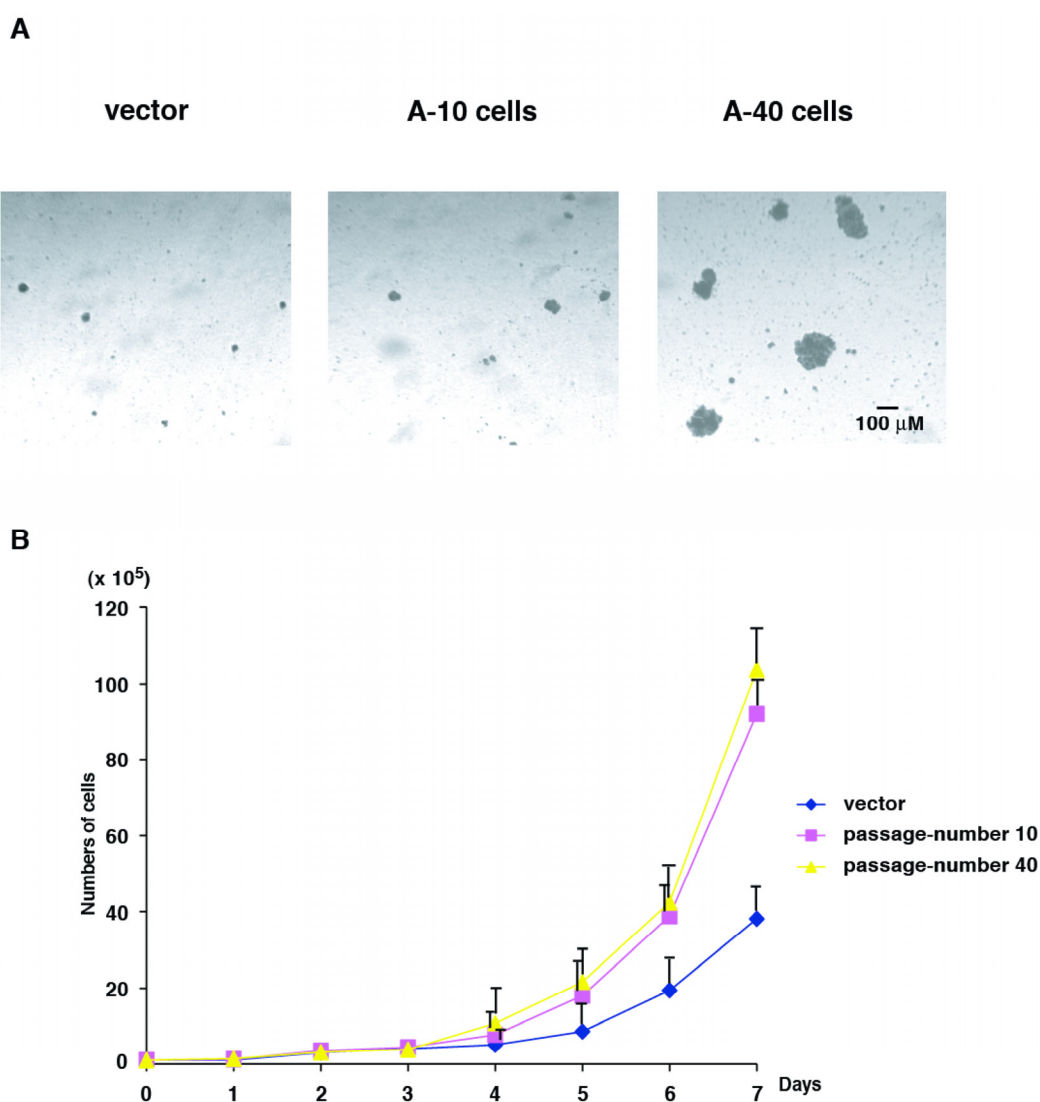 A
vector
A-10 cells
A-40 cells
100 μM
B
(x 10⁵)
120
100
80
60
40
20
0
Numbers of cells
0 1 2 3 4 5 6 7 Days
vector
passage-number 10
passage-number 40